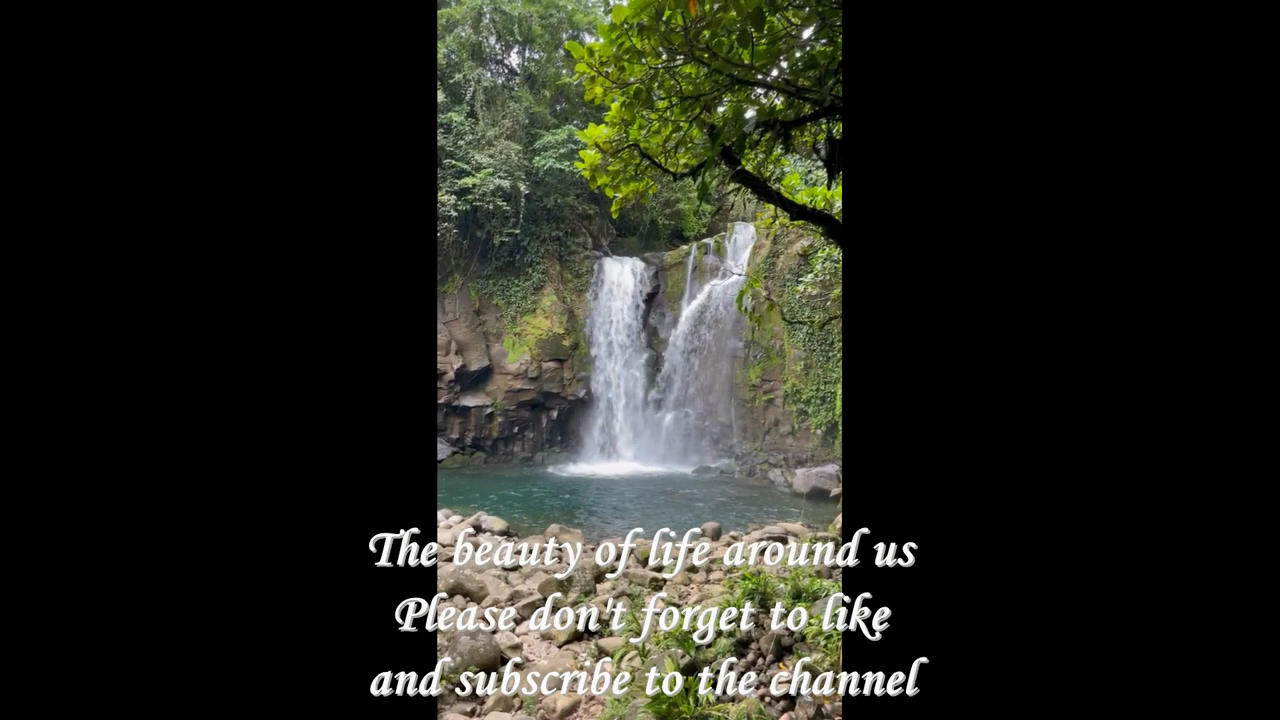 The beauty of life around us
Please don't forget to like
and subscribe to the channel